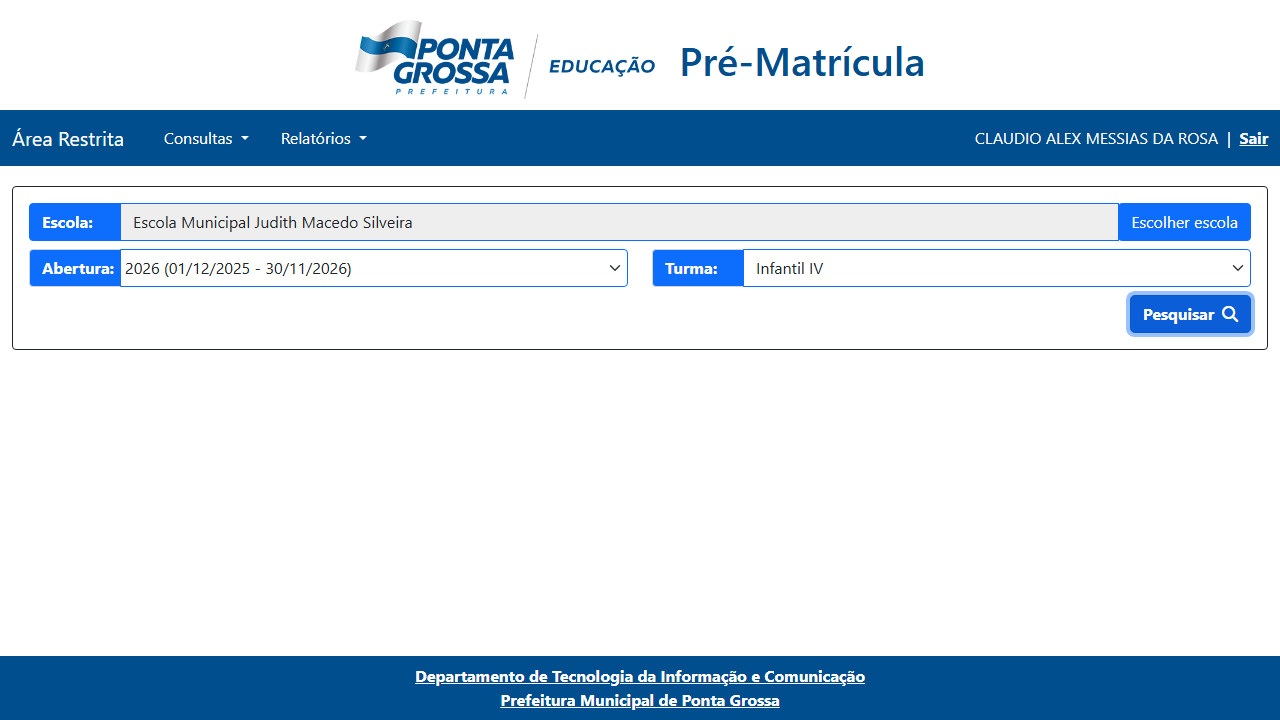 PONTA
GROSSA
PREFEITURA
EDUCAÇÃO
Pré-Matrícula
Área Restrita Consultas Relatórios CLAUDIO ALEX MESSIAS DA ROSA | Sair
Escola: Escola Municipal Judith Macedo Silveira Escolher escola
Abertura: 2026 (01/12/2025 - 30/11/2026) Turma: Infantil IV
Pesquisar
Departamento de Tecnologia da Informação e Comunicação
Prefeitura Municipal de Ponta Grossa